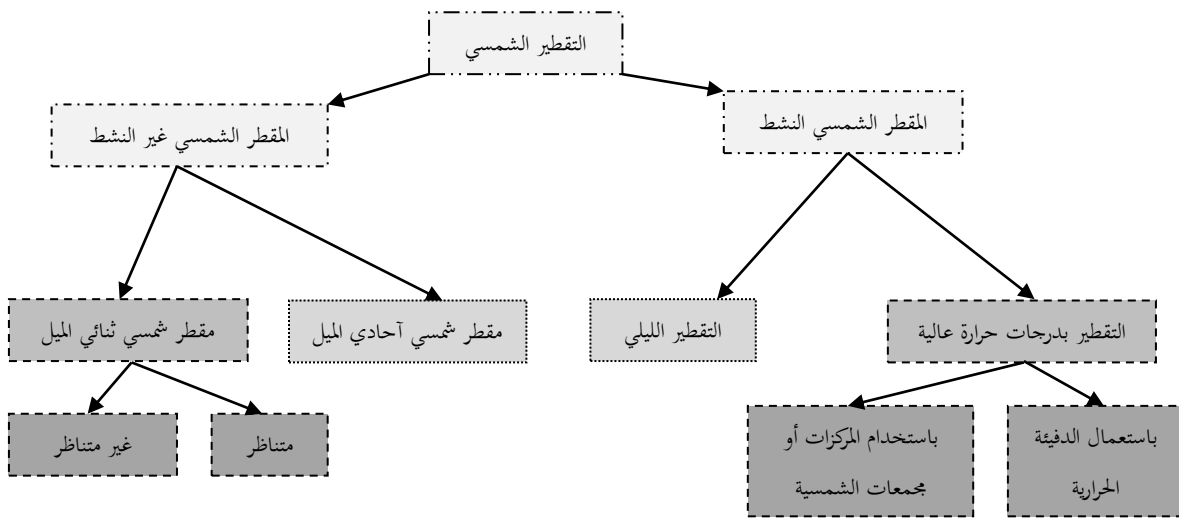 التقطير الشمسي
المقطر الشمسي النشط
المقطر الشمسي غير النشط
التقطير بدرجات حرارة عالية
التقطير الليلي
مقطر شمسي آحادي الميل
مقطر شمسي ثنائي الميل
باستعمال الدفيئة
الحرارية
باستخدام المركزات أو
مجمعات الشمسية
متناظر
غير متناظر